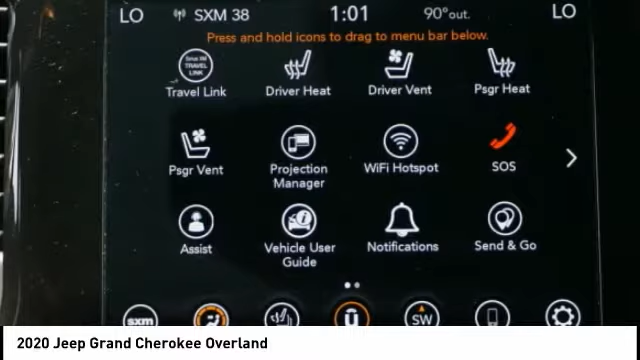 LO SXM 38 1:01 90° out. LO
Press and hold icons to drag to menu bar below.
Sirius XM
TRAVEL
LINK
Travel Link Driver Heat Driver Vent Psgr Heat
Psgr Vent Projection Manager WiFi Hotspot SOS
Assist Vehicle User Guide Notifications Send & Go
sxm SW
2020 Jeep Grand Cherokee Overland